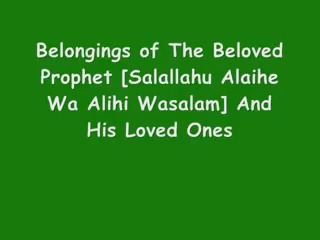 Belongings of The Beloved
Prophet [Salallahu Alaihe
Wa Alihi Wasalam] And
His Loved Ones